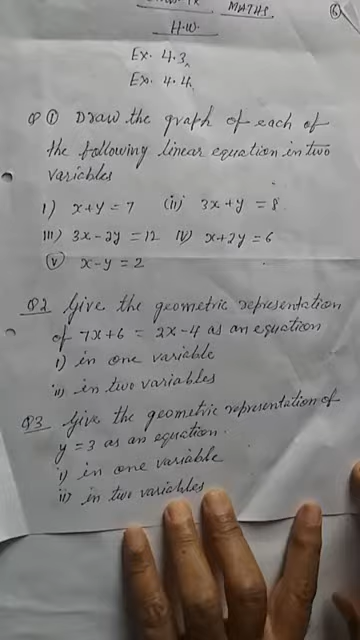 MATHS
6
H.W.
Ex. 4.3,
Ex. 4.4.
Q ① Draw the graph of each of
the following linear equation in two
variables
i) x+y = 7 (ii) 3x+y = 8
iii) 3x-2y = 12 iv) x+2y = 6
v x-y = 2
Q2 Give the geometric representation
of 7x+6 = 2x-4 as an equation
i) in one variable
ii) in two variables
Q3 Give the geometric representation of
y = 3 as an equation.
i) in one variable
ii) in two variables